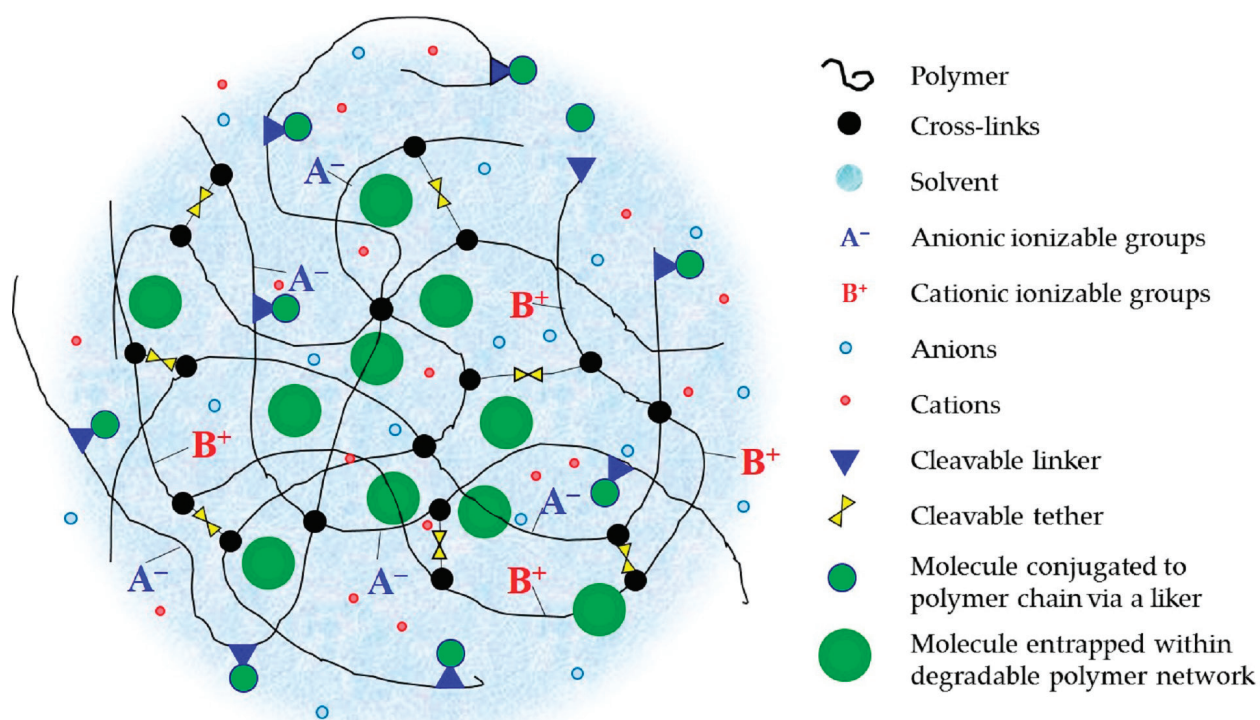 A⁻
A⁻
B⁺
B⁺
B⁺
A⁻
A⁻
A⁻
B⁺
Polymer
Cross-links
Solvent
A⁻ Anionic ionizable groups
B⁺ Cationic ionizable groups
Anions
Cations
Cleavable linker
Cleavable tether
Molecule conjugated to
polymer chain via a liker
Molecule entrapped within
degradable polymer network